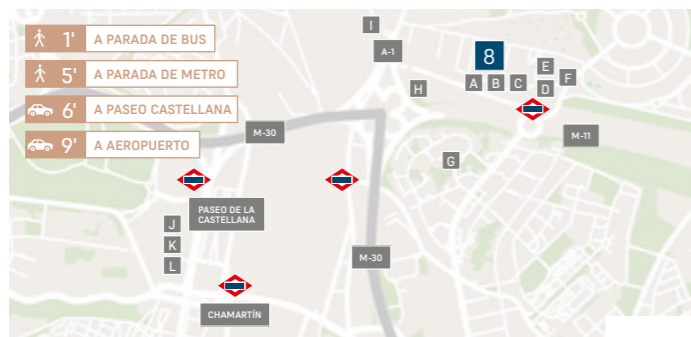 1' A PARADA DE BUS
5' A PARADA DE METRO
6' A PASEO CASTELLANA
9' A AEROPUERTO
I
A-1
8
E
F
A B C D
H
M-30
M-11
G
PASEO DE LA
CASTELLANA
J
K
L
M-30
CHAMARTÍN